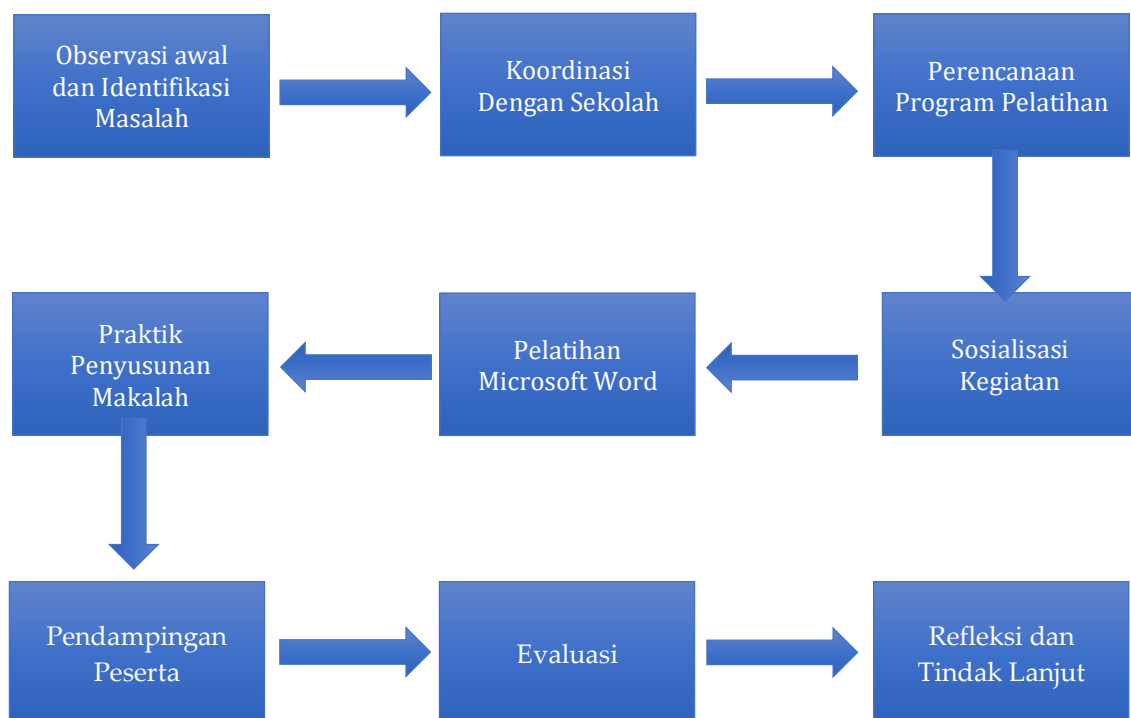 Observasi awal
dan Identifikasi
Masalah
Koordinasi
Dengan Sekolah
Perencanaan
Program Pelatihan
Sosialisasi
Kegiatan
Pelatihan
Microsoft Word
Praktik
Penyusunan
Makalah
Pendampingan
Peserta
Evaluasi
Refleksi dan
Tindak Lanjut